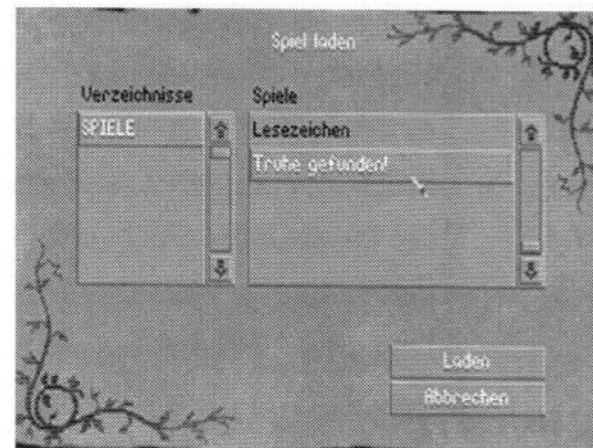 Spiel laden
Verzeichnisse
Spiele
SPIELE
Lesezeichen
Truhe gefunden!
Laden
Abbrechen